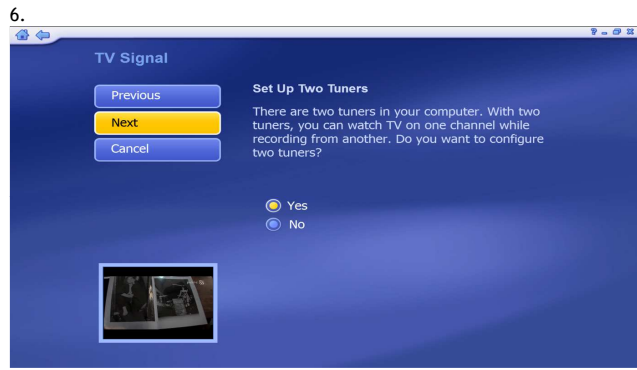 6.
TV Signal
Previous
Next
Cancel
Set Up Two Tuners
There are two tuners in your computer. With two
tuners, you can watch TV on one channel while
recording from another. Do you want to configure
two tuners?
Yes
No